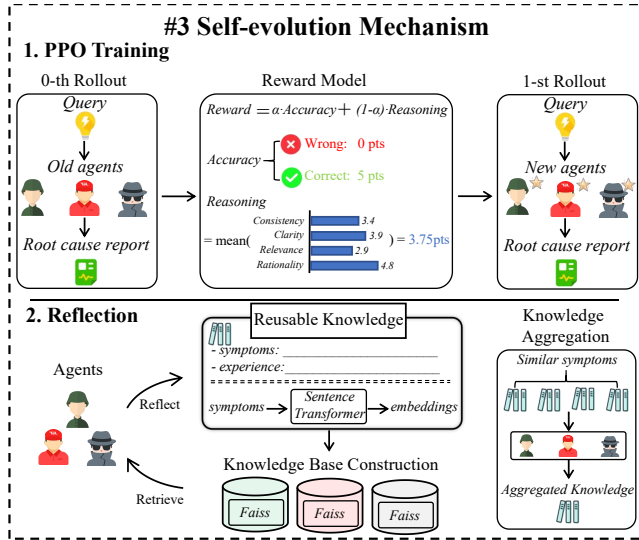 #3 Self-evolution Mechanism
1. PPO Training
0-th Rollout
Query
Old agents
Root cause report
Reward Model
Reward = α·Accuracy + (1-α)·Reasoning
Accuracy
Wrong: 0 pts
Correct: 5 pts
Reasoning
= mean(
Consistency 3.4
Clarity 3.9
Relevance 2.9
Rationality 4.8
) = 3.75pts
1-st Rollout
Query
New agents
Root cause report
2. Reflection
Agents
Reflect
Retrieve
Reusable Knowledge
- symptoms: ____________________
- experience: ____________________
symptoms
Sentence
Transformer
embeddings
Knowledge Base Construction
Faiss
Faiss
Faiss
Knowledge
Aggregation
Similar symptoms
Aggregated Knowledge